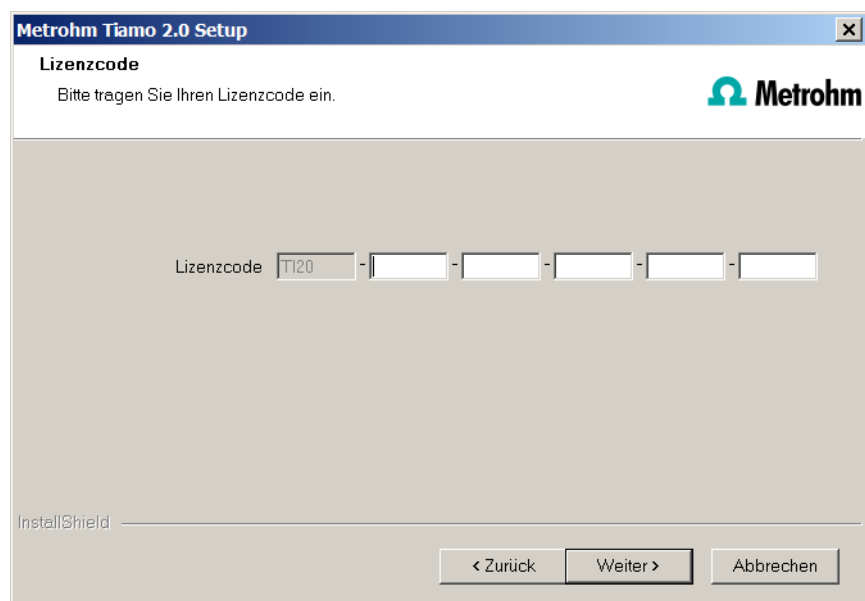 Metrohm Tiamo 2.0 Setup
Lizenzcode
Bitte tragen Sie Ihren Lizenzcode ein.
Metrohm
Lizenzcode TI20 - - - - -
InstallShield
< Zurück Weiter > Abbrechen